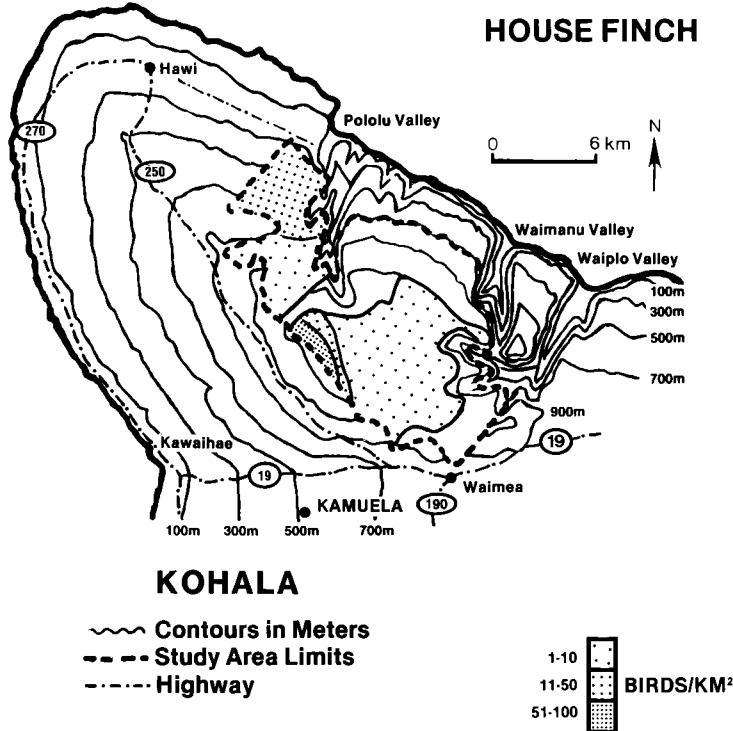 HOUSE FINCH
Hawi
270
Pololu Valley
0 6 km
N
250
Waimanu Valley
Waiplo Valley
100m
300m
500m
700m
900m
Kawaihae
19
19
Waimea
KAMUELA
190
100m 300m 500m 700m
KOHALA
Contours in Meters
Study Area Limits
Highway
1-10
11-50
51-100
BIRDS/KM²